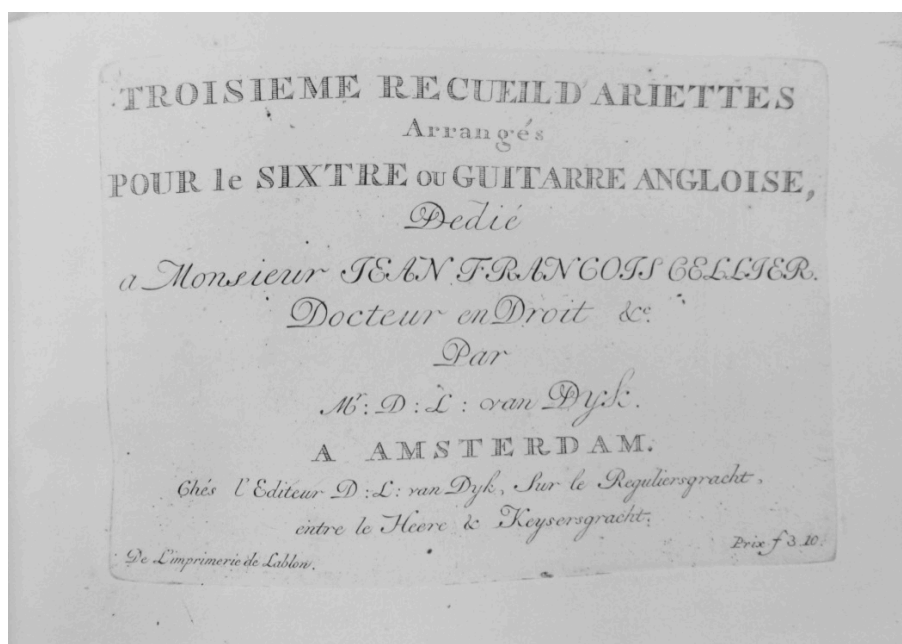 TROISIEME RECUEIL D'ARIETTES
Arrangés
POUR le SIXTRE OU GUITARRE ANGLOISE,
Dedié
a Monsieur JEAN FRANCOIS CELLIER.
Docteur en Droit &c.
Par
Mr: D: L: van Dyk.
A AMSTERDAM.
Chés l'Editeur D: L: van Dyk, Sur le Reguliersgracht,
entre le Heere & Keysersgracht.
Prix f 3.10.
De L'imprimerie de Lablow.